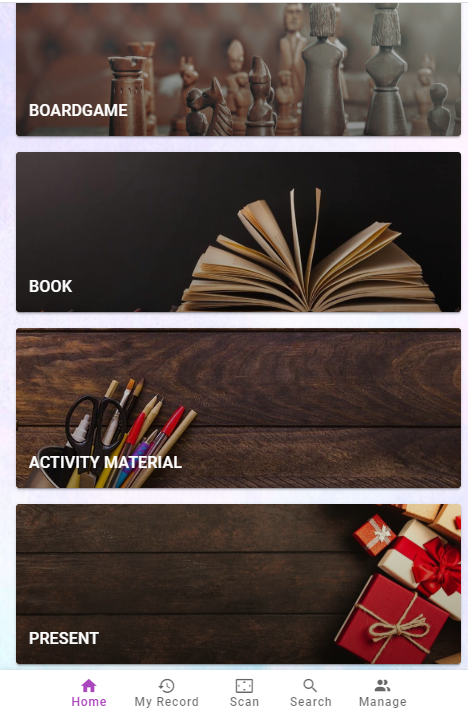 BOARDGAME
BOOK
ACTIVITY MATERIAL
PRESENT
Home My Record Scan Search Manage